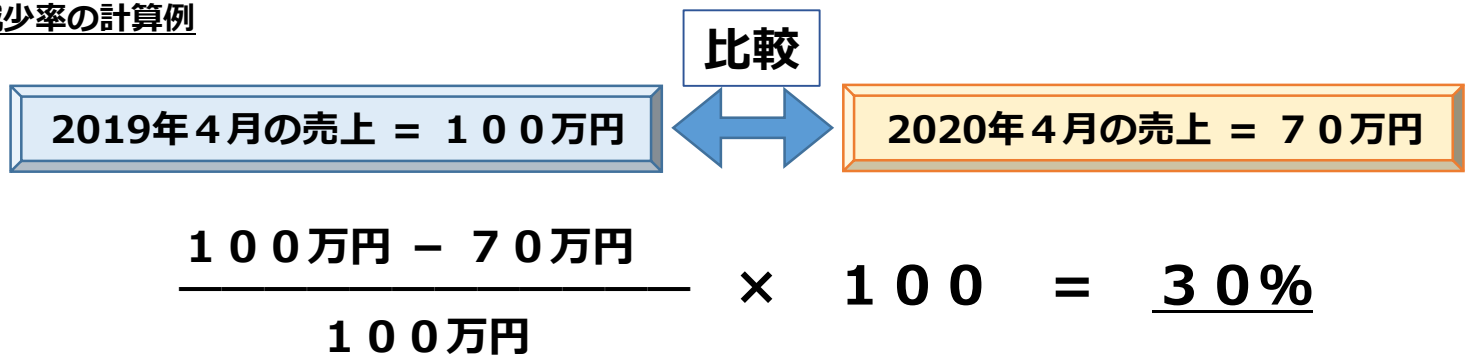 少率の計算例
比較
2019年４月の売上 = １００万円
2020年４月の売上 = ７０万円
１００万円 − ７０万円
１００万円
× １００ = ３０%